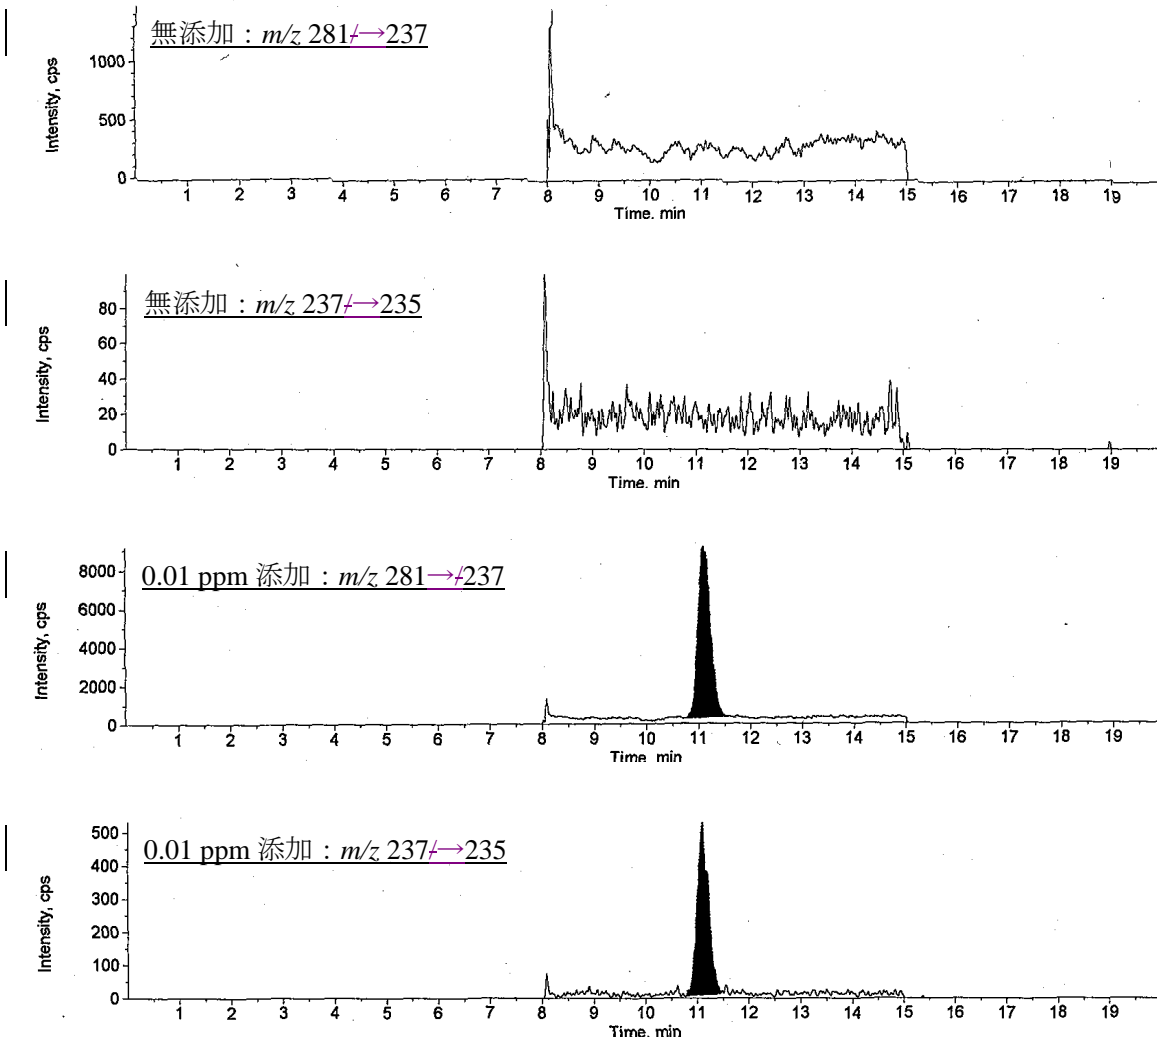 無添加：m/z 281/→237
Intensity, cps
1000
500
0
1 2 3 4 5 6 7 8 9 10 11 12 13 14 15 16 17 18 19
Time, min
無添加：m/z 237/→235
Intensity, cps
80
60
40
20
0
1 2 3 4 5 6 7 8 9 10 11 12 13 14 15 16 17 18 19
Time, min
0.01 ppm 添加：m/z 281→/237
Intensity, cps
8000
6000
4000
2000
0
1 2 3 4 5 6 7 8 9 10 11 12 13 14 15 16 17 18 19
Time, min
0.01 ppm 添加：m/z 237/→235
Intensity, cps
500
400
300
200
100
0
1 2 3 4 5 6 7 8 9 10 11 12 13 14 15 16 17 18 19
Time, min